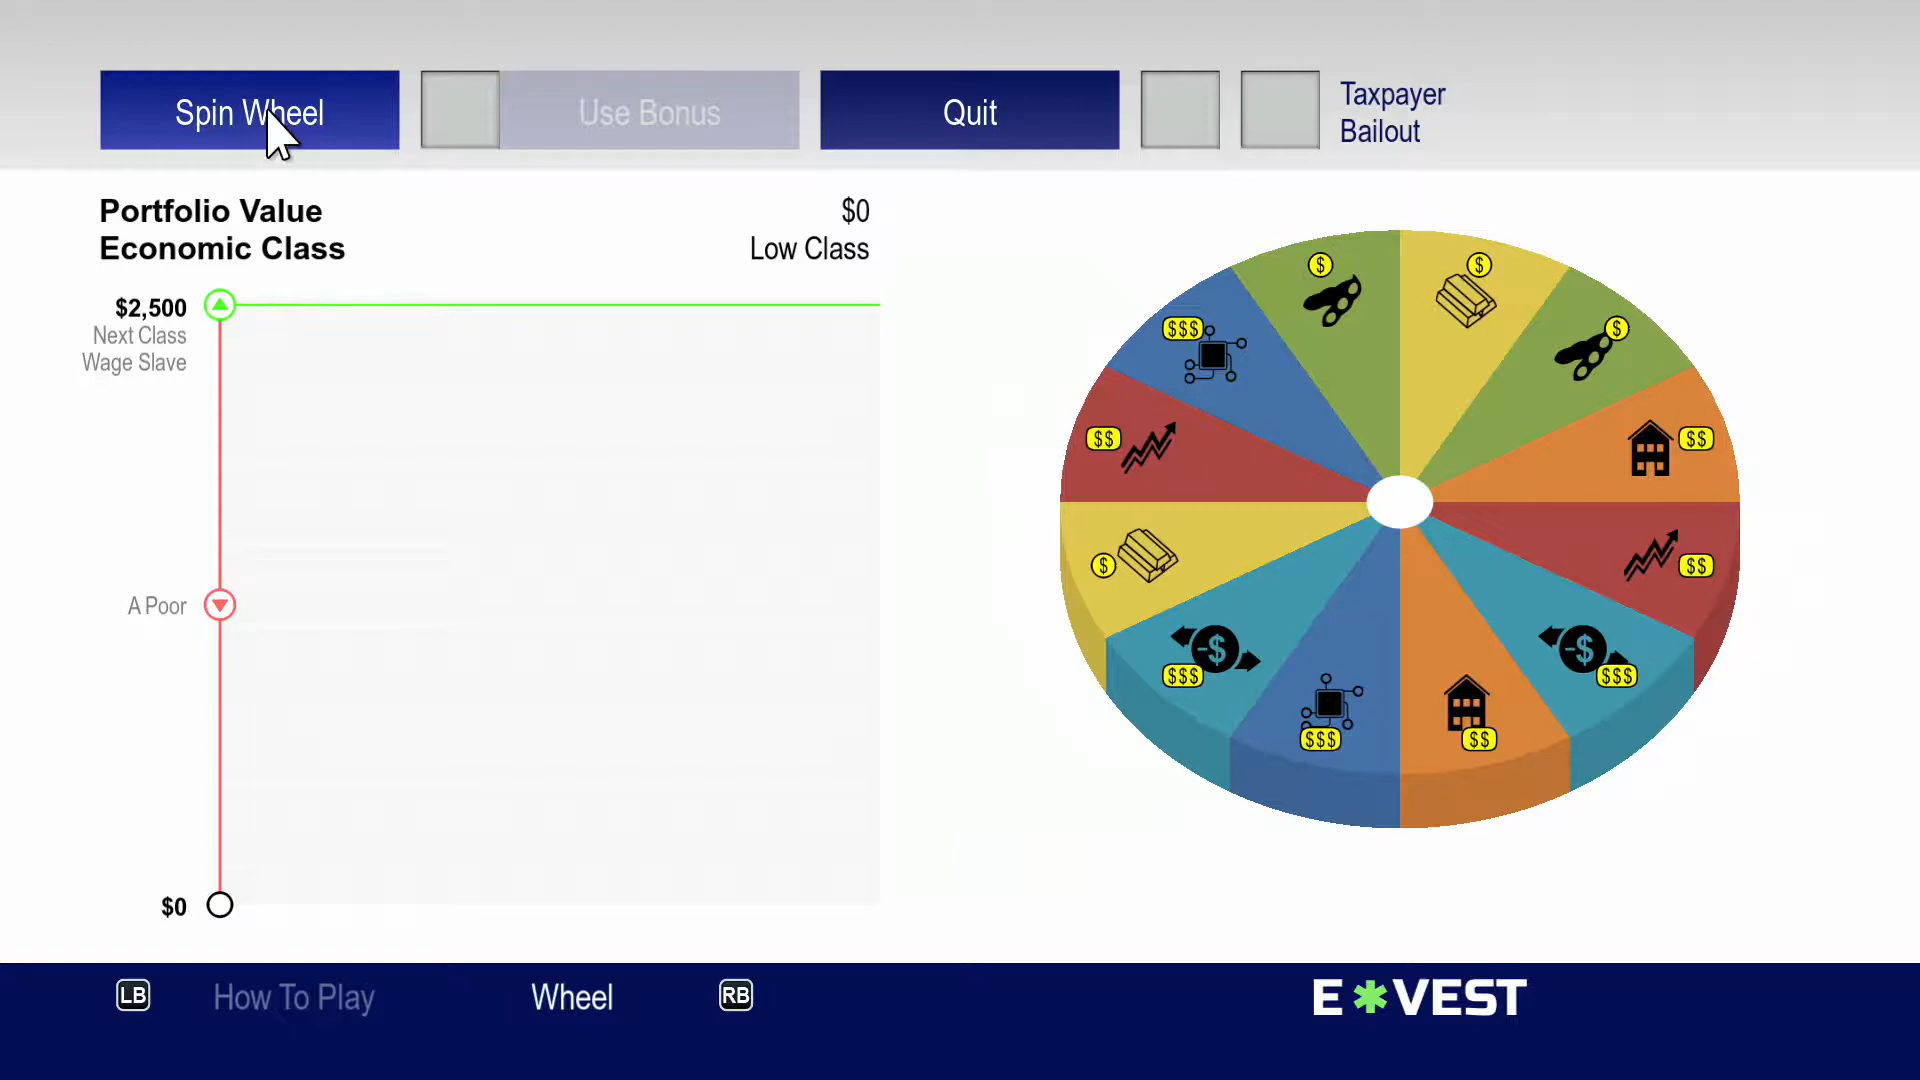 Spin Wheel
Use Bonus
Quit
Taxpayer
Bailout
Portfolio Value $0
Economic Class Low Class
$2,500
Next Class
Wage Slave
A Poor
$0
$
$
$
$$$
$$
$$
$
$$
-$
$$$
-$
$$$
$$$
$$
LB How To Play Wheel RB
E*VEST